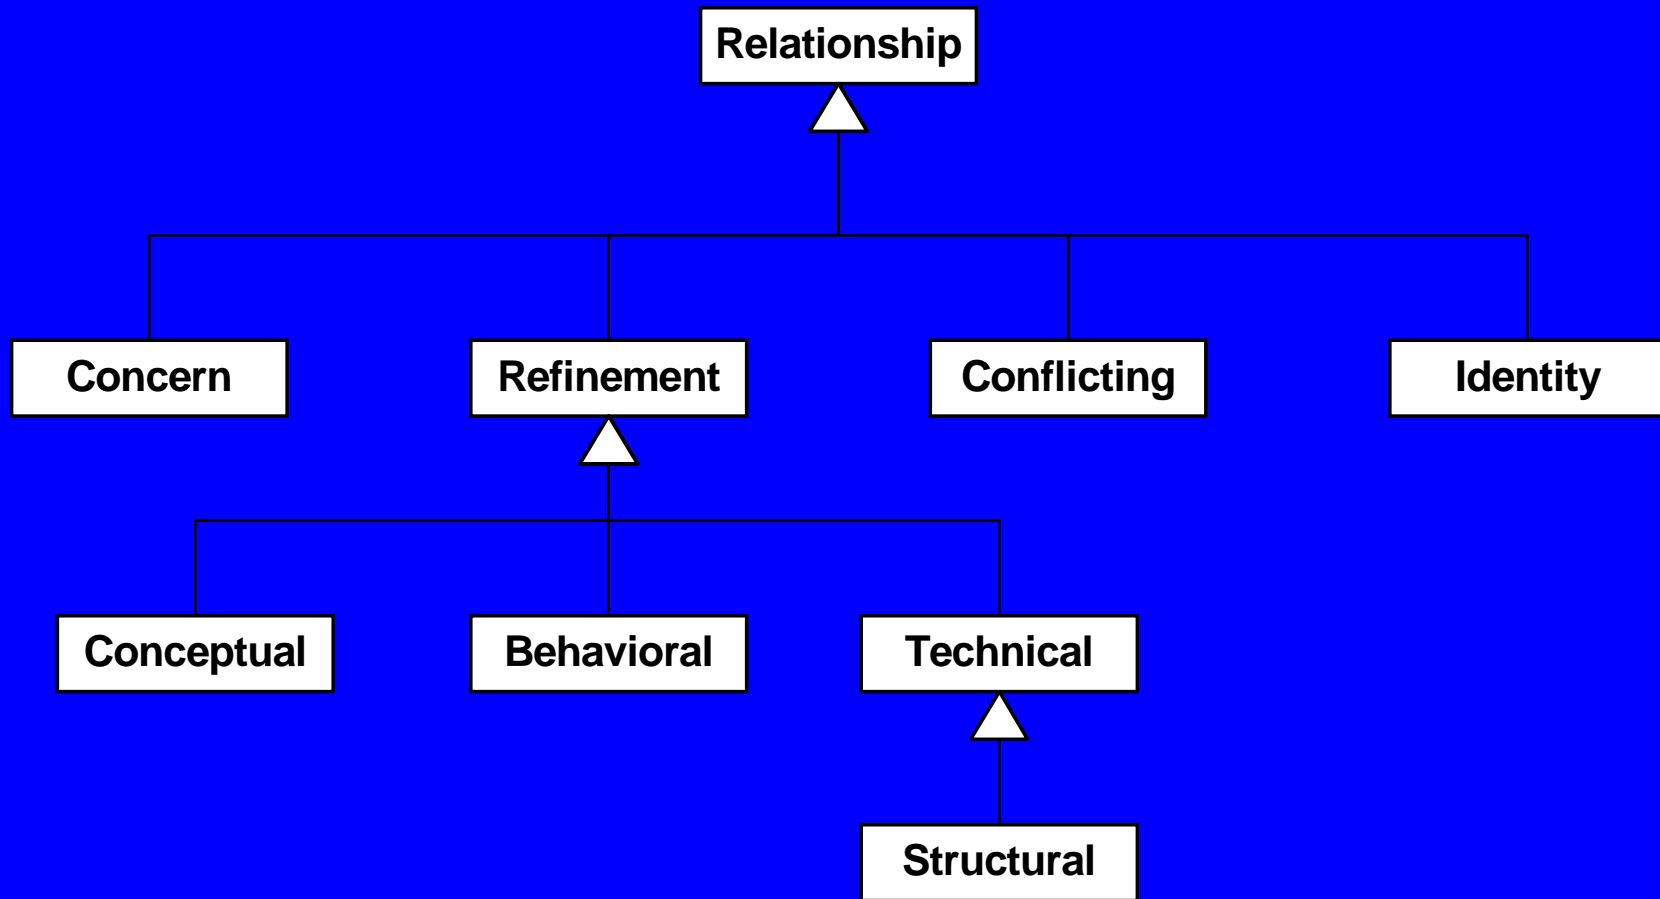 Relationship
Concern
Refinement
Conflicting
Identity
Conceptual
Behavioral
Technical
Structural